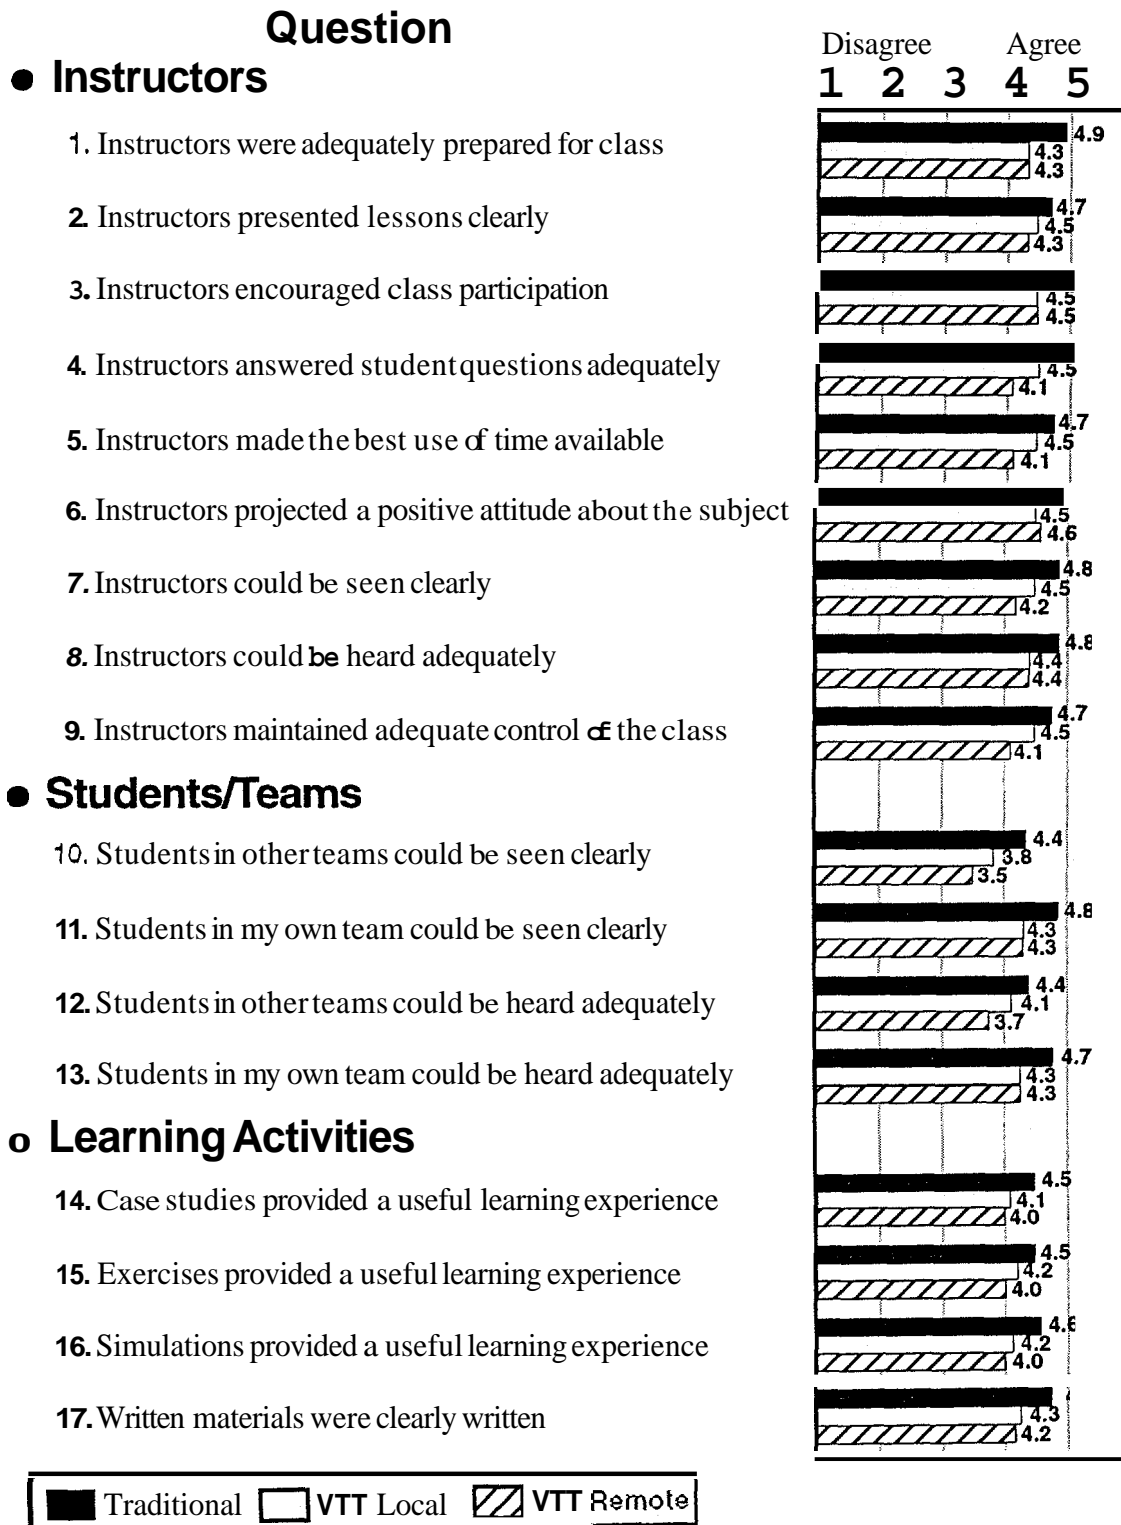 Question
Disagree Agree
• Instructors
1 2 3 4 5
1. Instructors were adequately prepared for class
4.9
4.3
4.3
2. Instructors presented lessons clearly
4.7
4.5
4.3
3. Instructors encouraged class participation
4.5
4.5
4. Instructors answered student questions adequately
4.5
4.1
5. Instructors made the best use of time available
4.7
4.5
4.1
6. Instructors projected a positive attitude about the subject
4.5
4.6
7. Instructors could be seen clearly
4.8
4.5
4.2
8. Instructors could be heard adequately
4.8
4.4
4.4
9. Instructors maintained adequate control of the class
4.7
4.5
4.1
• Students/Teams
10. Students in other teams could be seen clearly
4.4
3.8
3.5
11. Students in my own team could be seen clearly
4.8
4.3
4.3
12. Students in other teams could be heard adequately
4.4
4.1
3.7
13. Students in my own team could be heard adequately
4.7
4.3
4.3
o Learning Activities
14. Case studies provided a useful learning experience
4.5
4.1
4.0
15. Exercises provided a useful learning experience
4.5
4.2
4.0
16. Simulations provided a useful learning experience
4.2
4.0
17. Written materials were clearly written
4.3
4.2
Traditional VTT Local VTT Remote